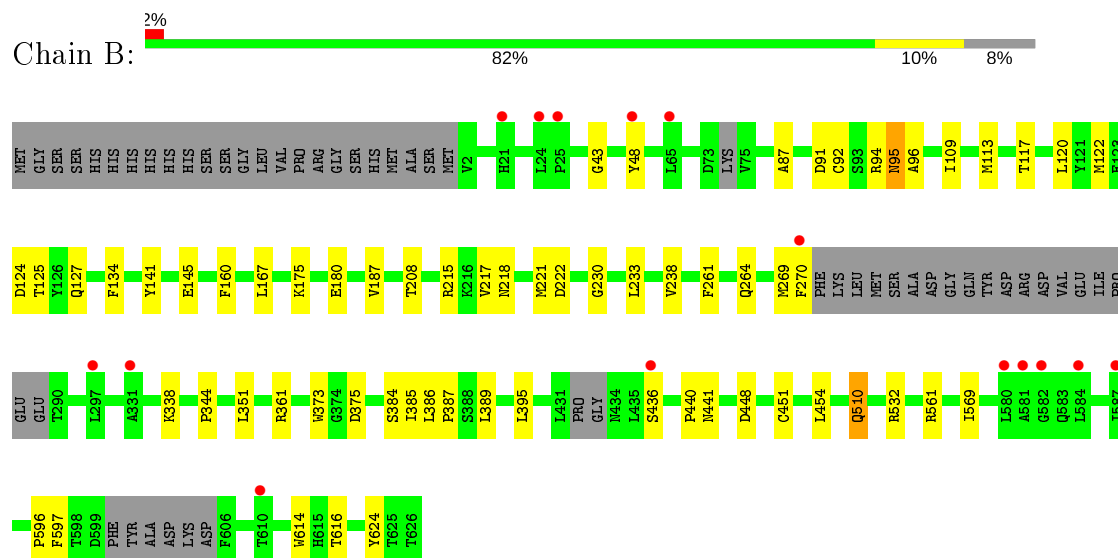 2%
Chain B:
82% 10% 8%
MET GLY SER SER HIS HIS HIS HIS HIS HIS SER SER GLY LEU VAL PRO ARG GLY SER HIS MET ALA SER MET V2 H21 L24 P25 G43 Y48 L65 D73 LYS V75 A87 D91 C92 S93 R94 N95 A96 I109 M113 T117 L120 Y121 M122 E123
D124 T125 Y126 Q127 F134 Y141 E145 F160 L167 K175 E180 V187 T208 R215 K216 V217 N218 M221 D222 G230 L233 V238 F261 Q264 M269 F270 PHE LYS LEU MET SER ALA ASP GLY GLN TYR ASP ARG ASP VAL GLU ILE PRO
GLU GLU T290 L297 A331 K338 P344 L351 R361 W373 G374 D375 S384 I385 L386 P387 S388 L389 L395 L431 PRO GLY N434 L435 S436 P440 N441 D448 C451 L454 Q510 R532 R561 I569 L580 A581 G582 Q583 L584 I587
P596 F597 T598 D599 PHE TYR ALA ASP LYS ASP F606 T610 W614 H615 T616 Y624 T625 T626